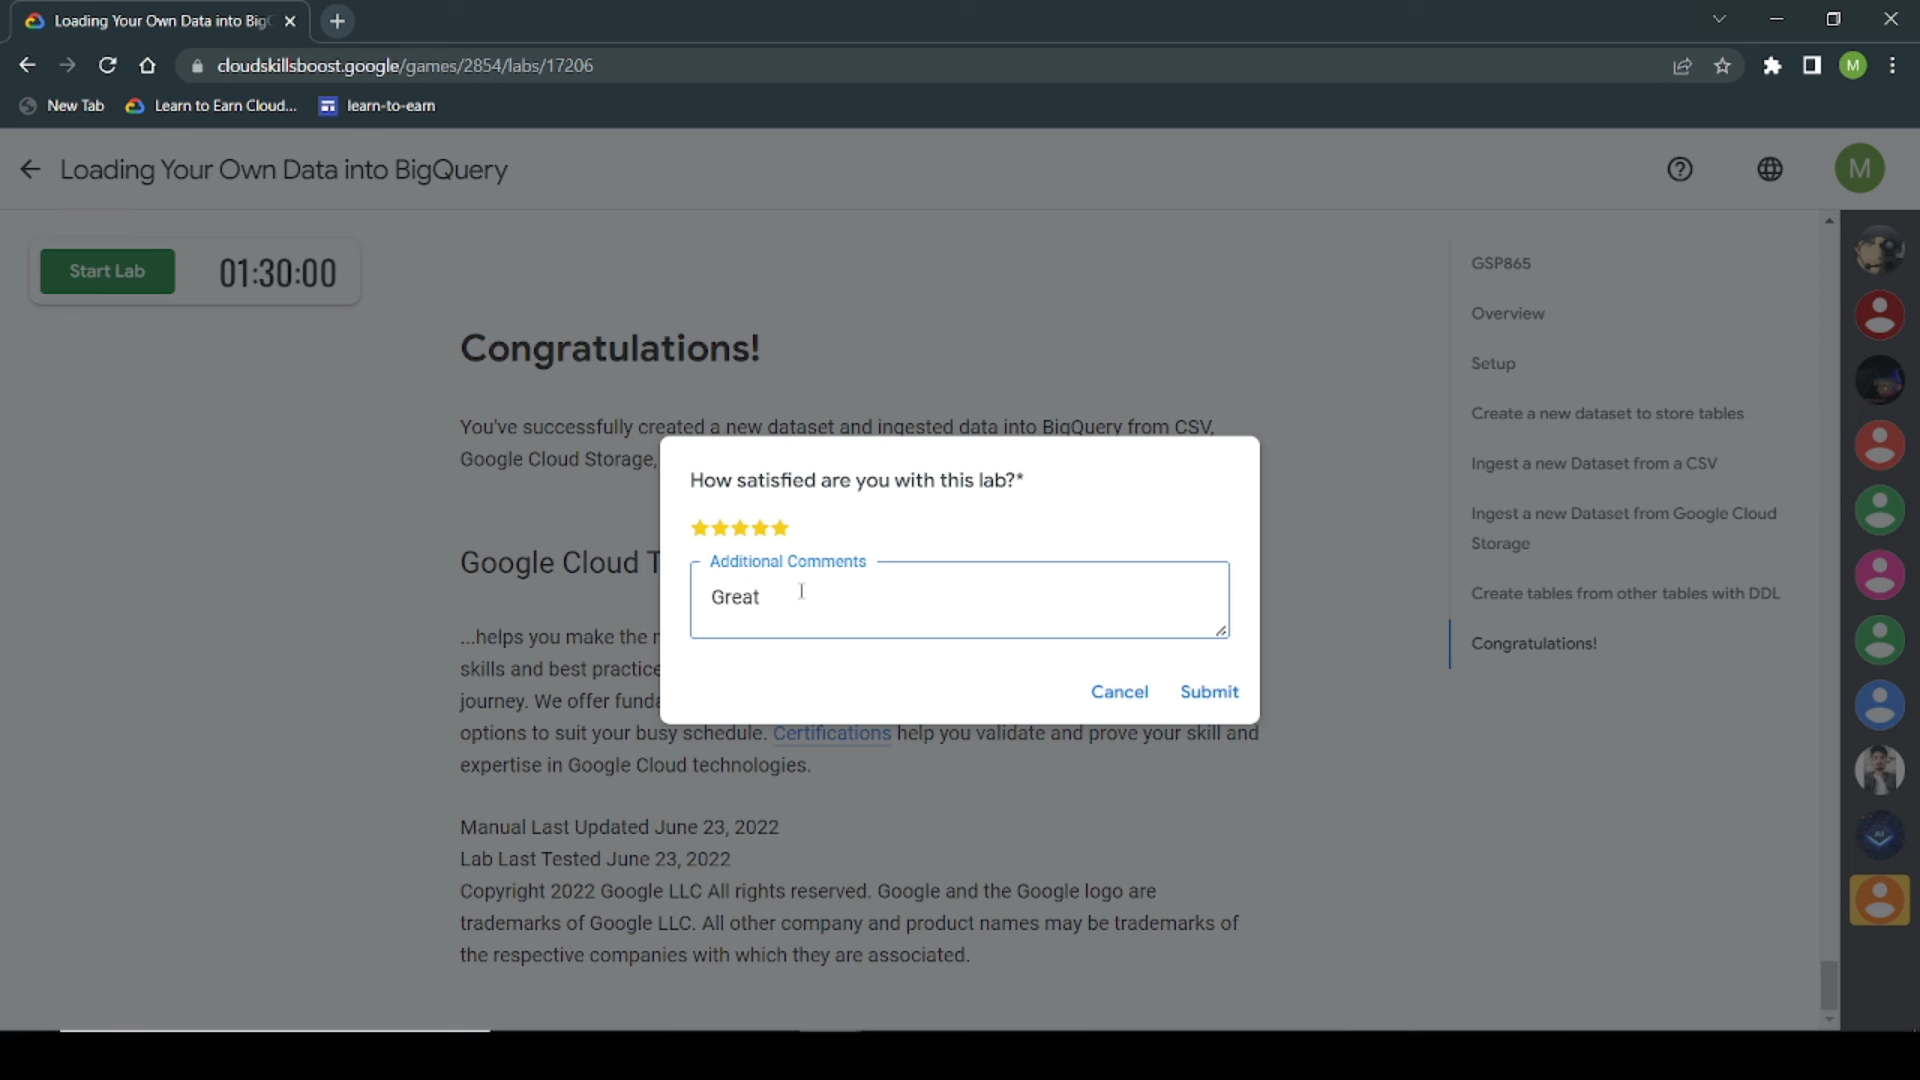 Loading Your Own Data into Big
cloudskillsboost.google/games/2854/labs/17206
M
New Tab
Learn to Earn Cloud...
learn-to-earn
Loading Your Own Data into BigQuery
M
Start Lab
01:30:00
Congratulations!
You've successfully created a new dataset and ingested data into BigQuery from CSV,
Google Cloud Storage,
How satisfied are you with this lab?*
Additional Comments
Great
Cancel
Submit
Google Cloud T
...helps you make the
skills and best practice
journey. We offer funda
options to suit your busy schedule. Certifications help you validate and prove your skill and
expertise in Google Cloud technologies.
Manual Last Updated June 23, 2022
Lab Last Tested June 23, 2022
Copyright 2022 Google LLC All rights reserved. Google and the Google logo are
trademarks of Google LLC. All other company and product names may be trademarks of
the respective companies with which they are associated.
GSP865
Overview
Setup
Create a new dataset to store tables
Ingest a new Dataset from a CSV
Ingest a new Dataset from Google Cloud
Storage
Create tables from other tables with DDL
Congratulations!
AI